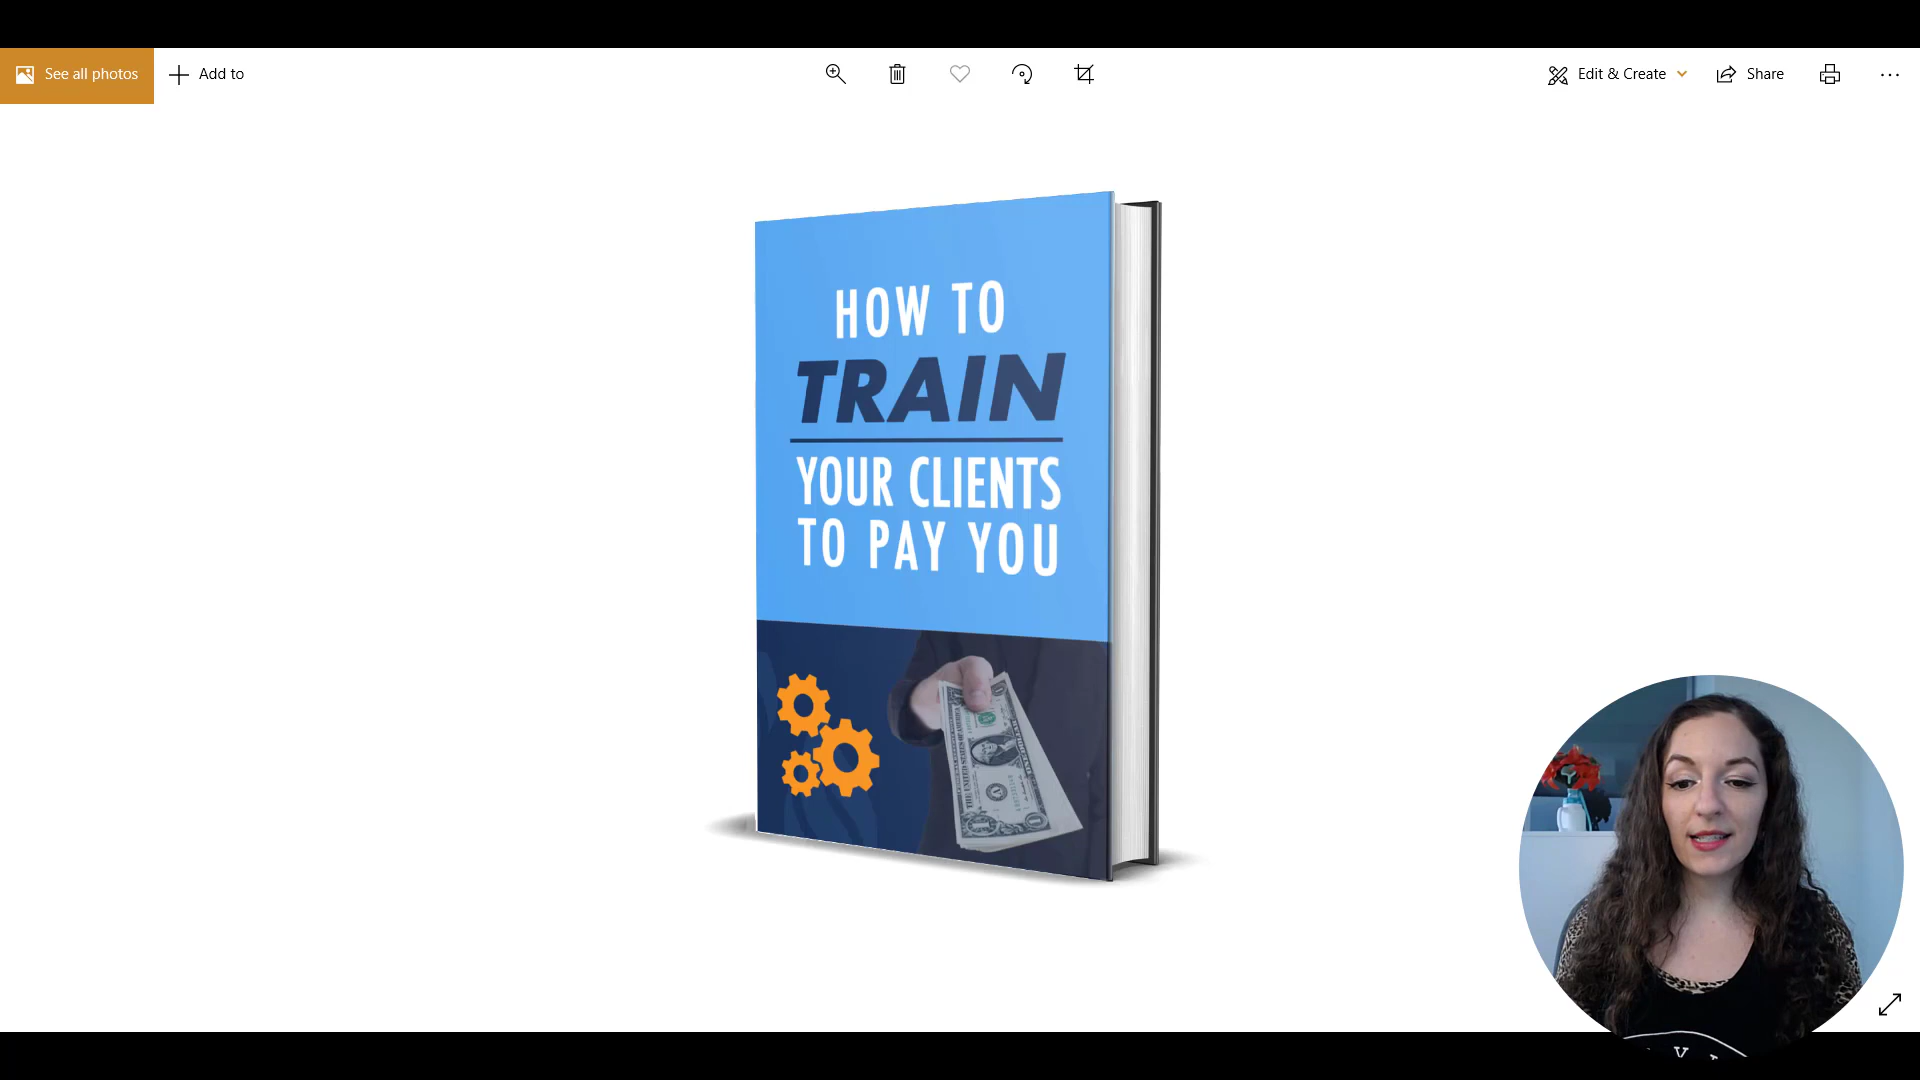 See all photos
Add to
Edit & Create
Share
HOW TO
TRAIN
YOUR CLIENTS
TO PAY YOU